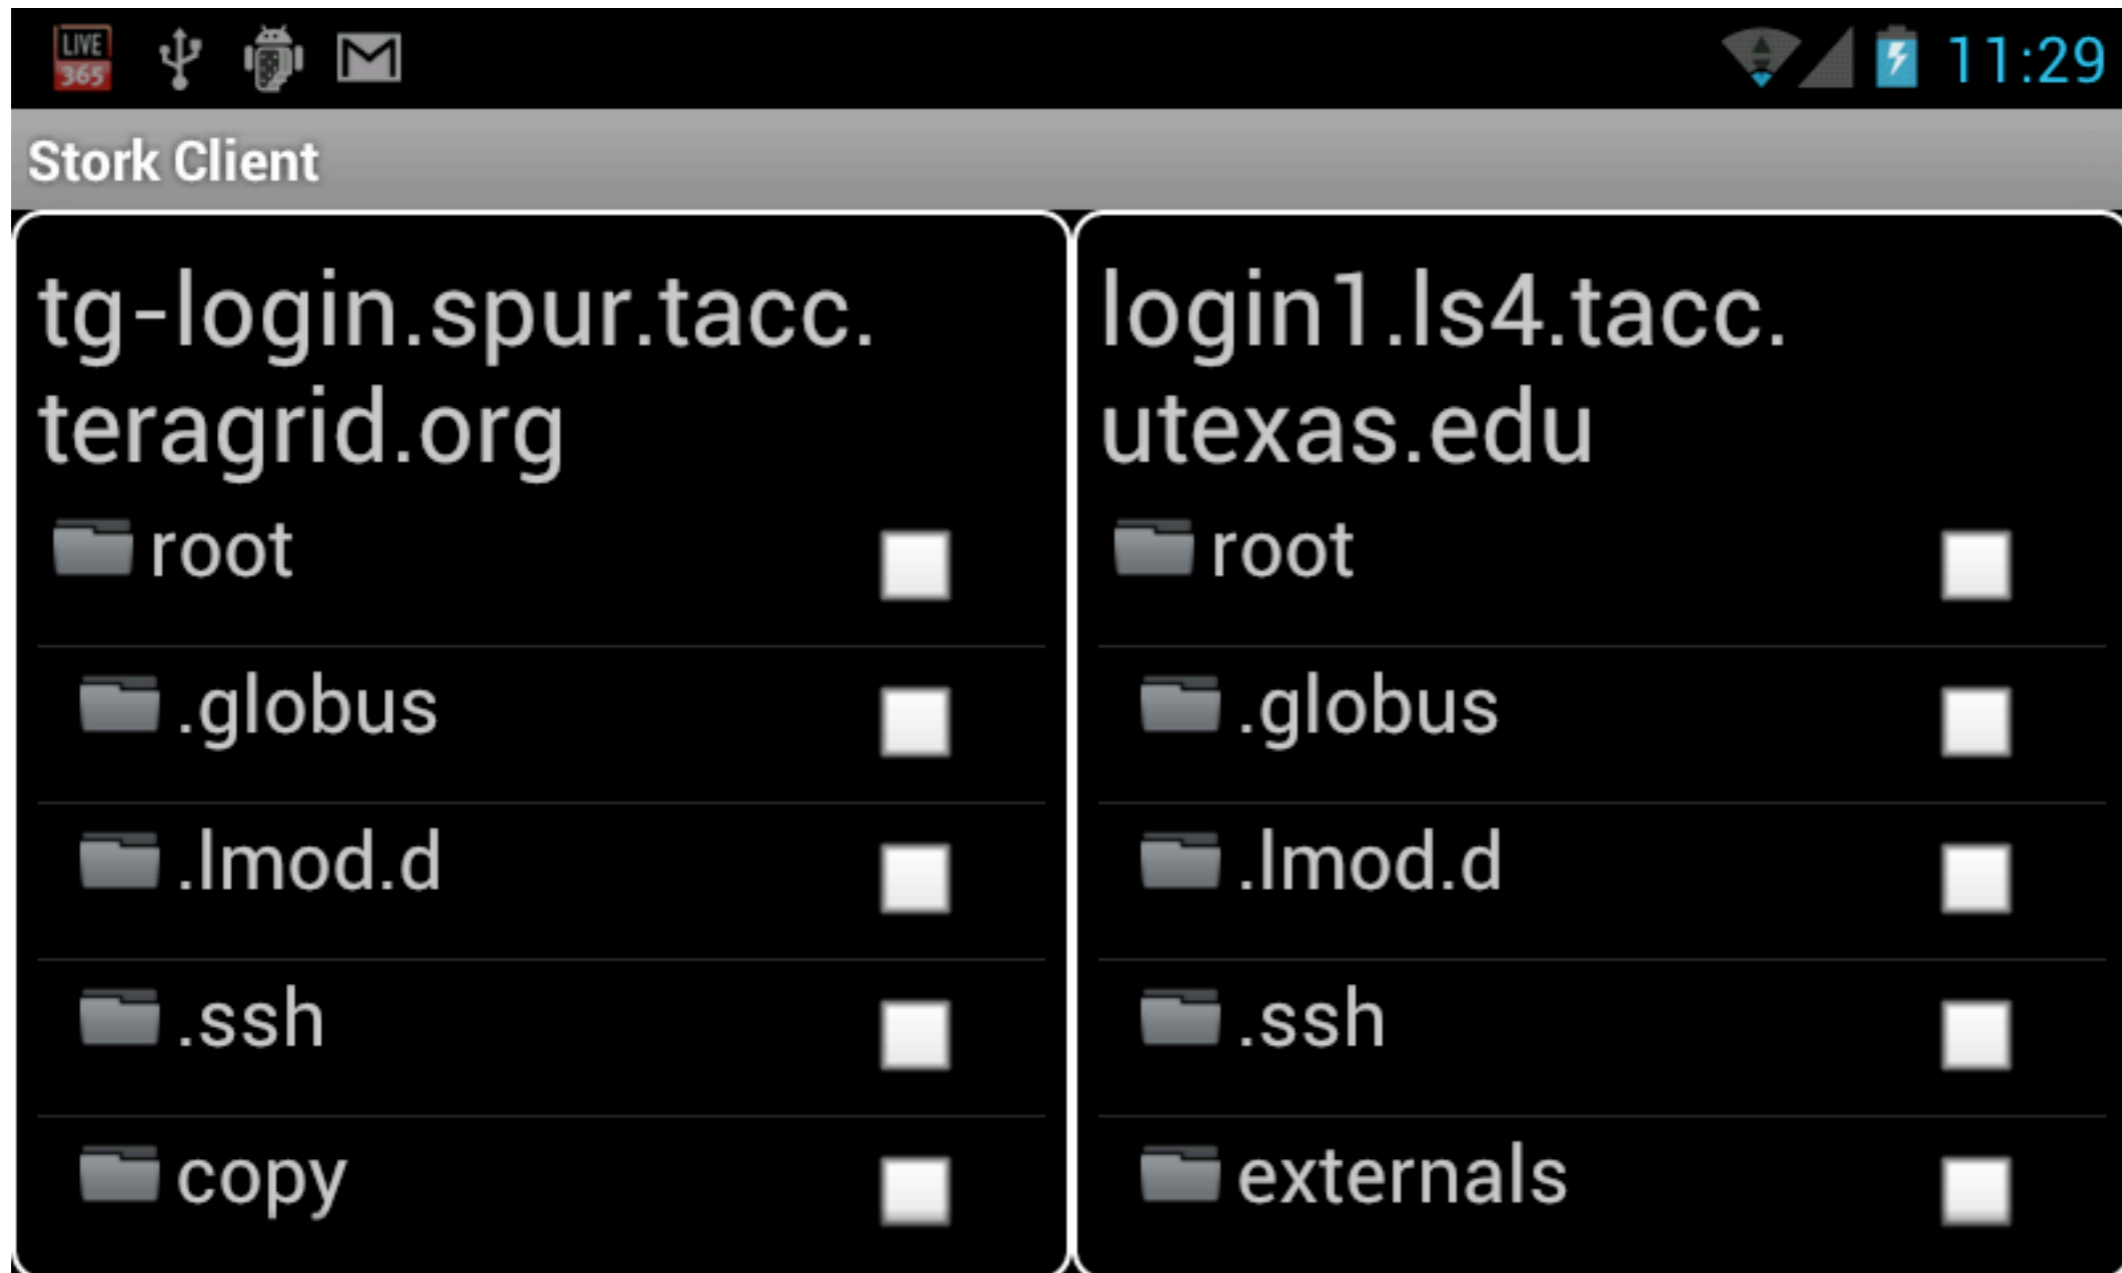 LIVE
365
11:29
Stork Client
tg-login.spur.tacc.
teragrid.org
root
.globus
.lmod.d
.ssh
copy
login1.ls4.tacc.
utexas.edu
root
.globus
.lmod.d
.ssh
externals